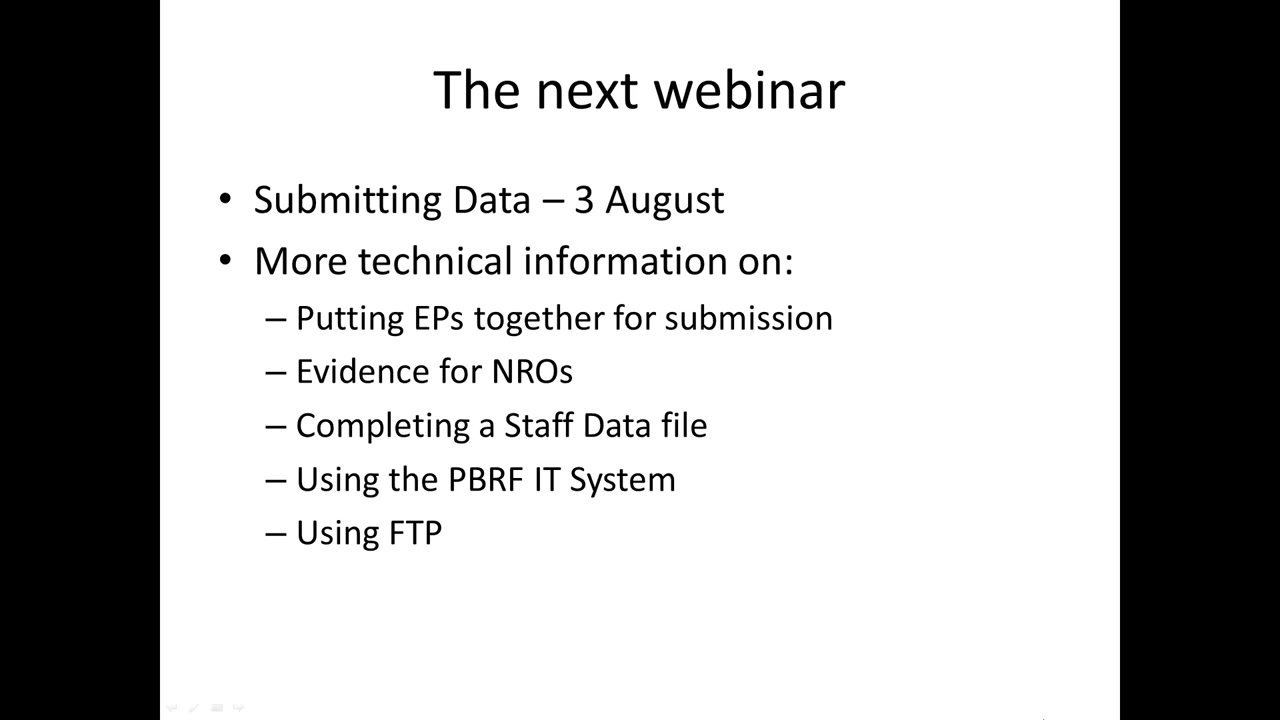 The next webinar
• Submitting Data – 3 August
• More technical information on:
– Putting EPs together for submission
– Evidence for NROs
– Completing a Staff Data file
– Using the PBRF IT System
– Using FTP